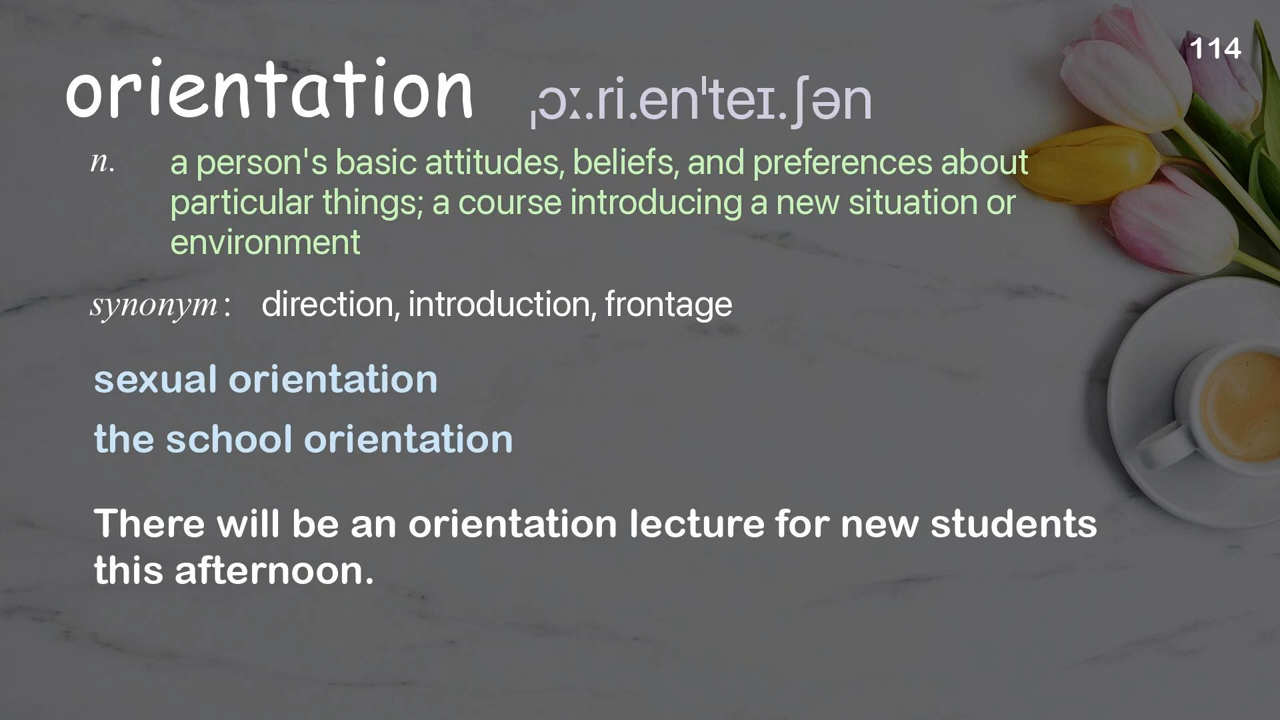 114
orientation ˌɔː.ri.enˈteɪ.ʃən
n. a person's basic attitudes, beliefs, and preferences about
particular things; a course introducing a new situation or
environment
synonym: direction, introduction, frontage
sexual orientation
the school orientation
There will be an orientation lecture for new students
this afternoon.